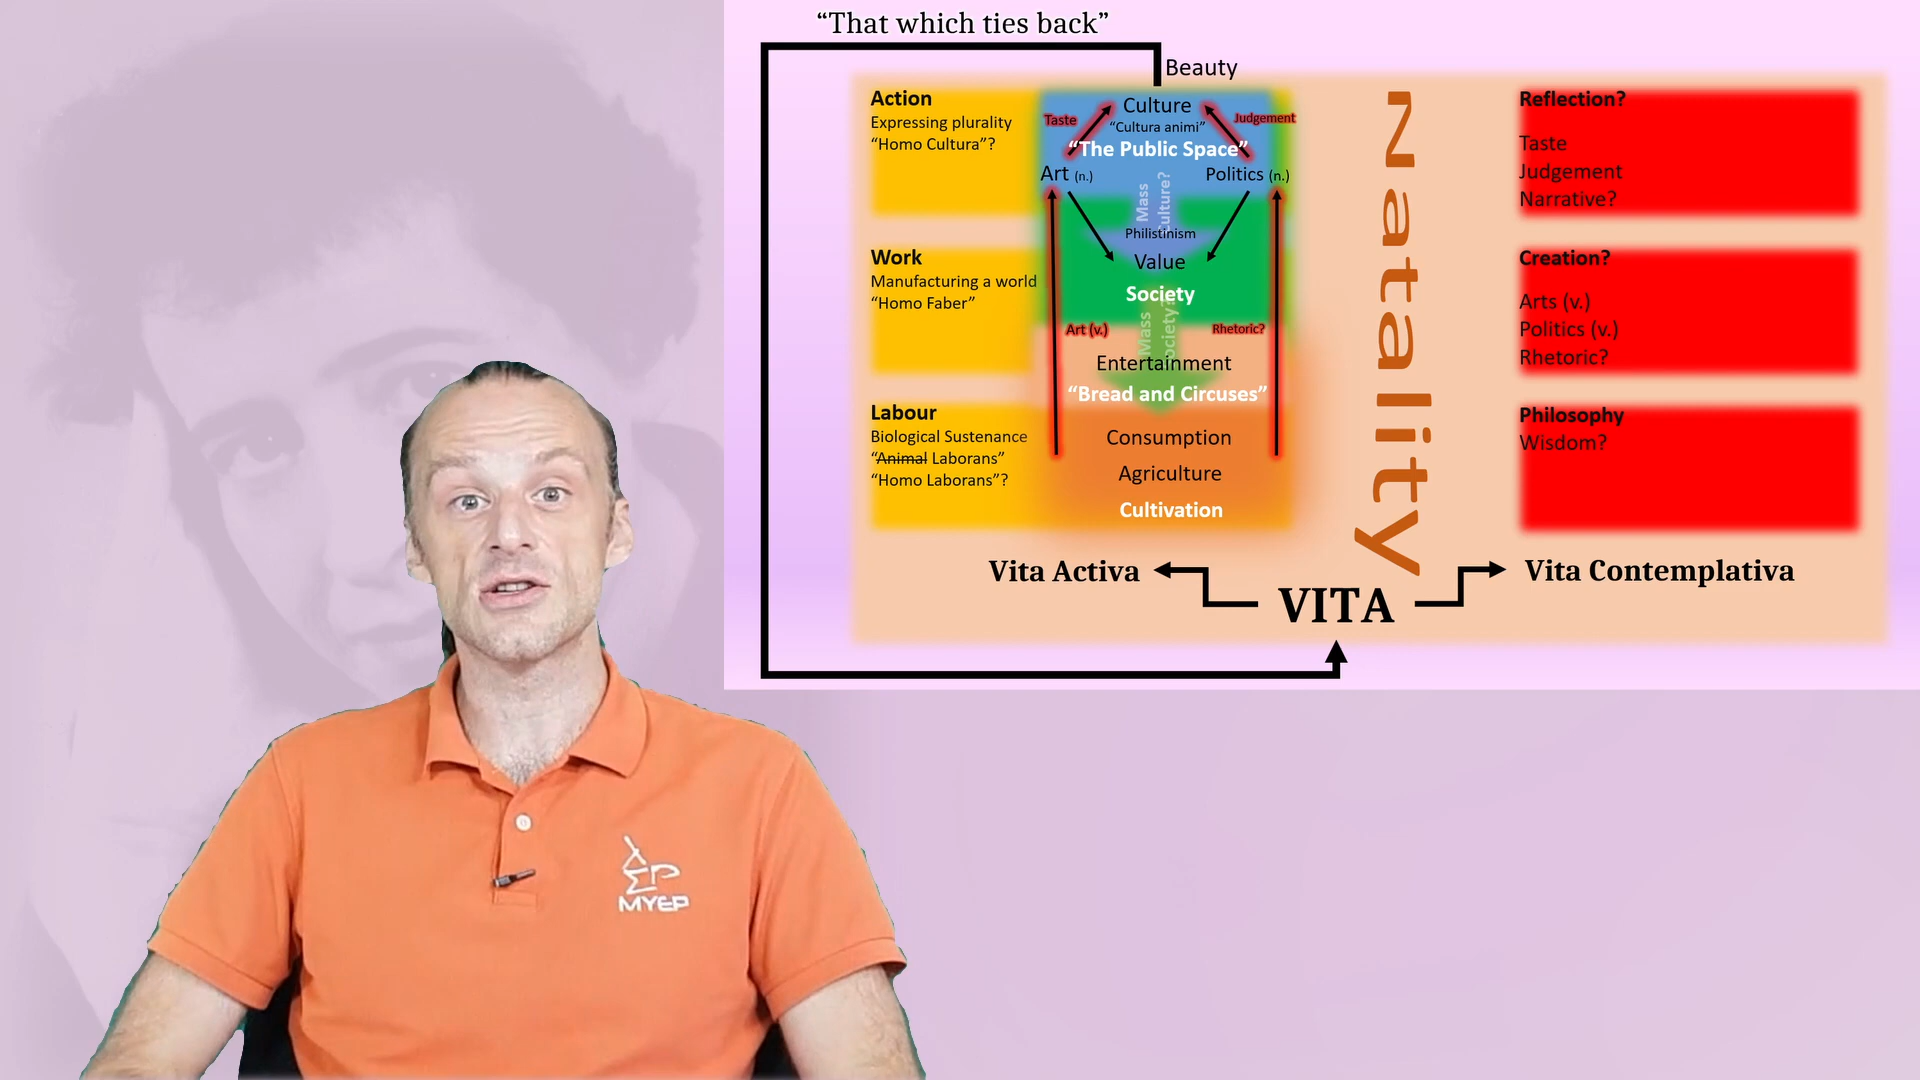 “That which ties back”
Beauty
Action
Expressing plurality
“Homo Cultura”?
Work
Manufacturing a world
“Homo Faber”
Labour
Biological Sustenance
“Animal Laborans”
“Homo Laborans”?
Culture
Taste
Judgement
“Cultura animi”
“The Public Space”
Art (n.)
Politics (n.)
Mass
Culture?
Philistinism
Value
Society
Mass
Society?
Art (v.)
Rhetoric?
Entertainment
“Bread and Circuses”
Consumption
Agriculture
Cultivation
Natality
Reflection?
Taste
Judgement
Narrative?
Creation?
Arts (v.)
Politics (v.)
Rhetoric?
Philosophy
Wisdom?
Vita Activa
VITA
Vita Contemplativa
MYEP